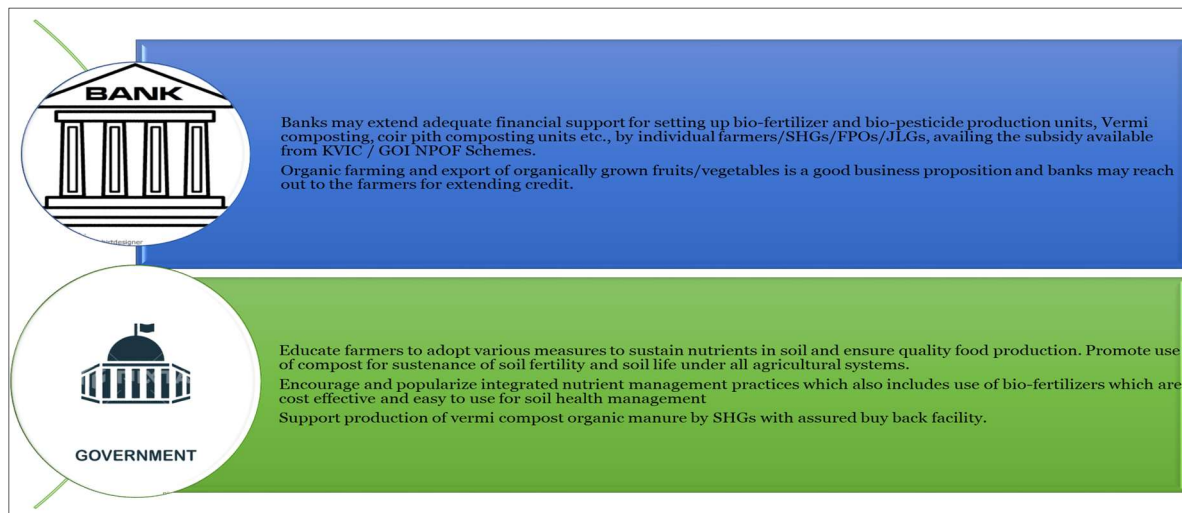 BANK
Banks may extend adequate financial support for setting up bio-fertilizer and bio-pesticide production units, Vermi
composting, coir pith composting units etc., by individual farmers/SHGs/FPOs/JLGs, availing the subsidy available
from KVIC / GOI NPOF Schemes.
Organic farming and export of organically grown fruits/vegetables is a good business proposition and banks may reach
out to the farmers for extending credit.
Educate farmers to adopt various measures to sustain nutrients in soil and ensure quality food production. Promote use
of compost for sustenance of soil fertility and soil life under all agricultural systems.
Encourage and popularize integrated nutrient management practices which also includes use of bio-fertilizers which are
cost effective and easy to use for soil health management
Support production of vermi compost organic manure by SHGs with assured buy back facility.
GOVERNMENT